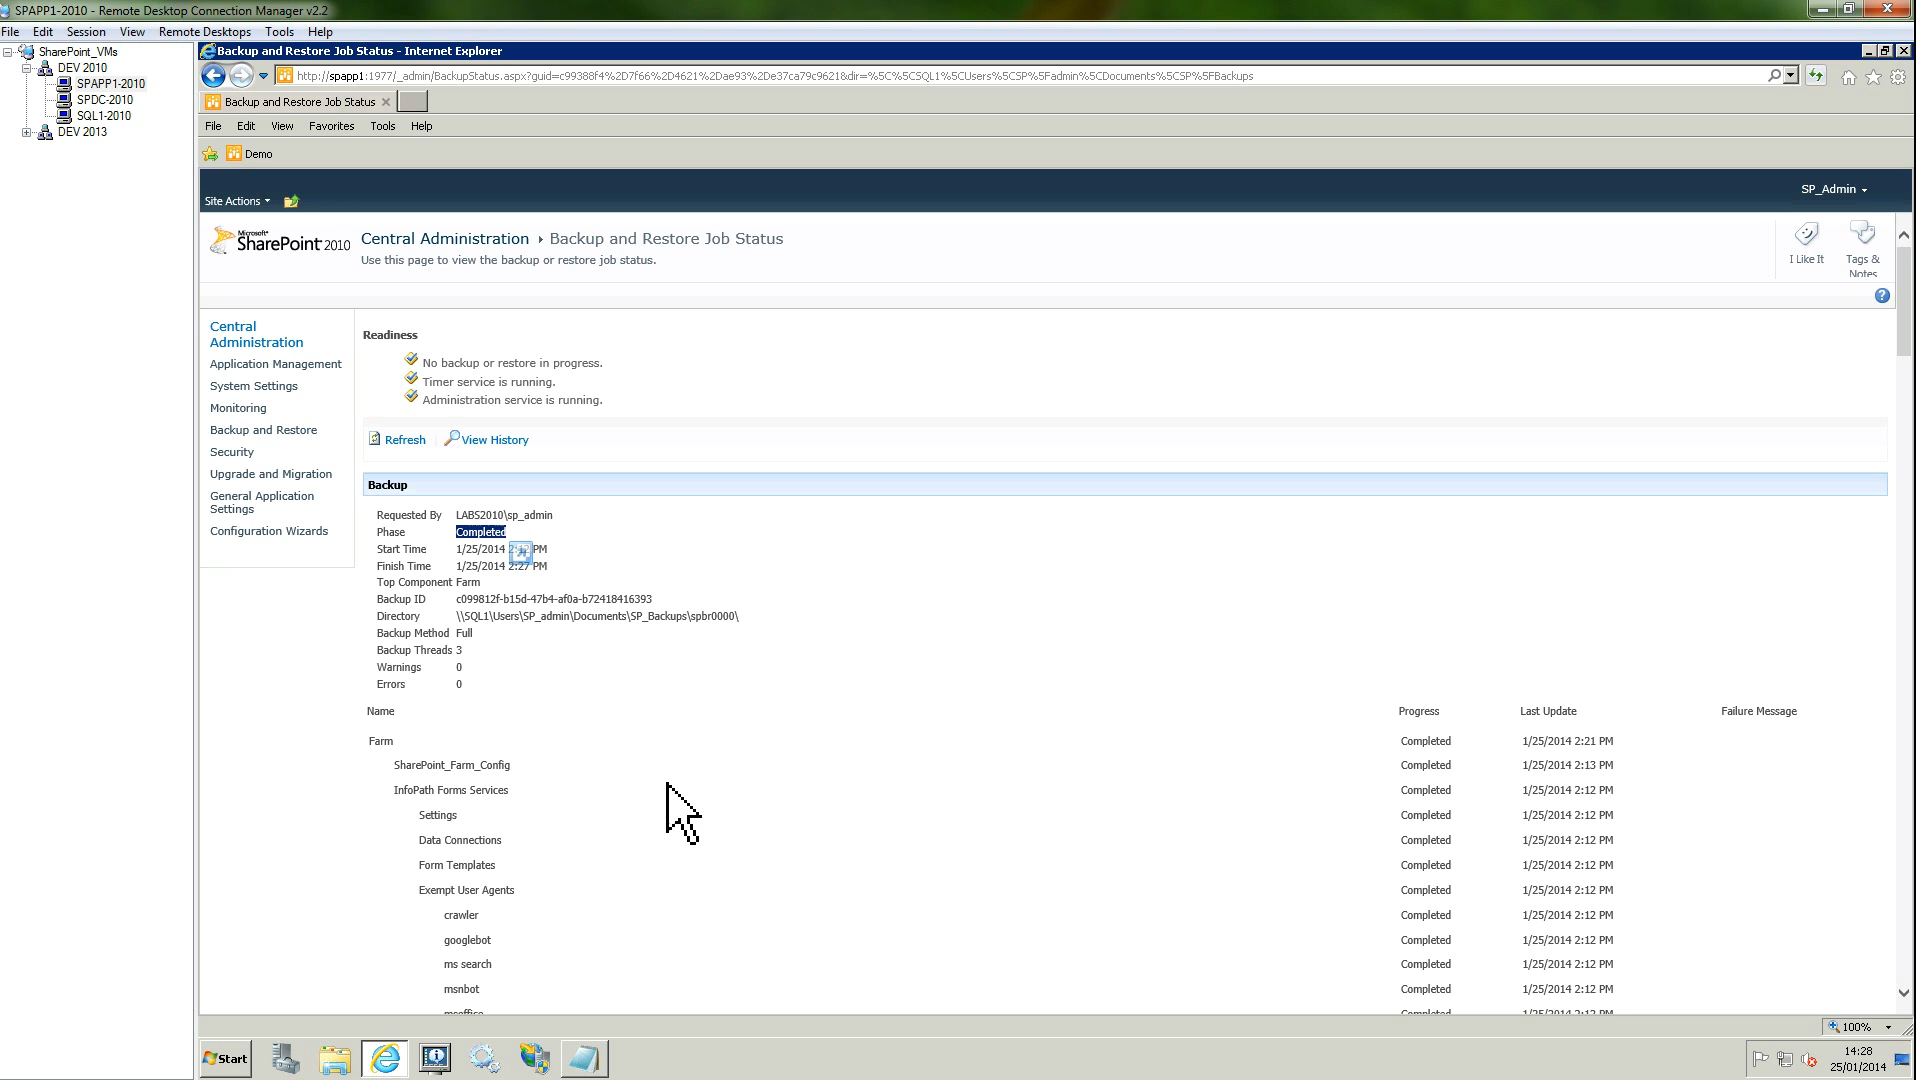 SPAPP1-2010 - Remote Desktop Connection Manager v2.2
File Edit Session View Remote Desktops Tools Help
SharePoint_VMs
DEV 2010
SPAPP1-2010
SPDC-2010
SQL1-2010
DEV 2013
Backup and Restore Job Status - Internet Explorer
http://spapp1:1977/_admin/BackupStatus.aspx?guid=c99388f4%2D7f66%2D4621%2Dae93%2De37ca79c9621&dir=%5C%5CSQL1%5CUsers%5CSP%5Fadmin%5CDocuments%5CSP%5FBackups
Backup and Restore Job Status
File Edit View Favorites Tools Help
Demo
Site Actions
SP_Admin
Microsoft SharePoint 2010
Central Administration Backup and Restore Job Status
Use this page to view the backup or restore job status.
I Like It
Tags &
Notes
Central
Administration
Application Management
System Settings
Monitoring
Backup and Restore
Security
Upgrade and Migration
General Application
Settings
Configuration Wizards
Readiness
No backup or restore in progress.
Timer service is running.
Administration service is running.
Refresh View History
Backup
Requested By LABS2010\sp_admin
Phase Completed
Start Time 1/25/2014 PM
Finish Time 1/25/2014 2:27 PM
Top Component Farm
Backup ID c099812f-b15d-47b4-af0a-b72418416393
Directory \\SQL1\Users\SP_admin\Documents\SP_Backups\spbr0000\
Backup Method Full
Backup Threads 3
Warnings 0
Errors 0
Name Progress Last Update Failure Message
Farm Completed 1/25/2014 2:21 PM
SharePoint_Farm_Config Completed 1/25/2014 2:13 PM
InfoPath Forms Services Completed 1/25/2014 2:12 PM
Settings Completed 1/25/2014 2:12 PM
Data Connections Completed 1/25/2014 2:12 PM
Form Templates Completed 1/25/2014 2:12 PM
Exempt User Agents Completed 1/25/2014 2:12 PM
crawler Completed 1/25/2014 2:12 PM
googlebot Completed 1/25/2014 2:12 PM
ms search Completed 1/25/2014 2:12 PM
msnbot Completed 1/25/2014 2:12 PM
msoffice Completed 1/25/2014 2:12 PM
100%
Start
14:28
25/01/2014